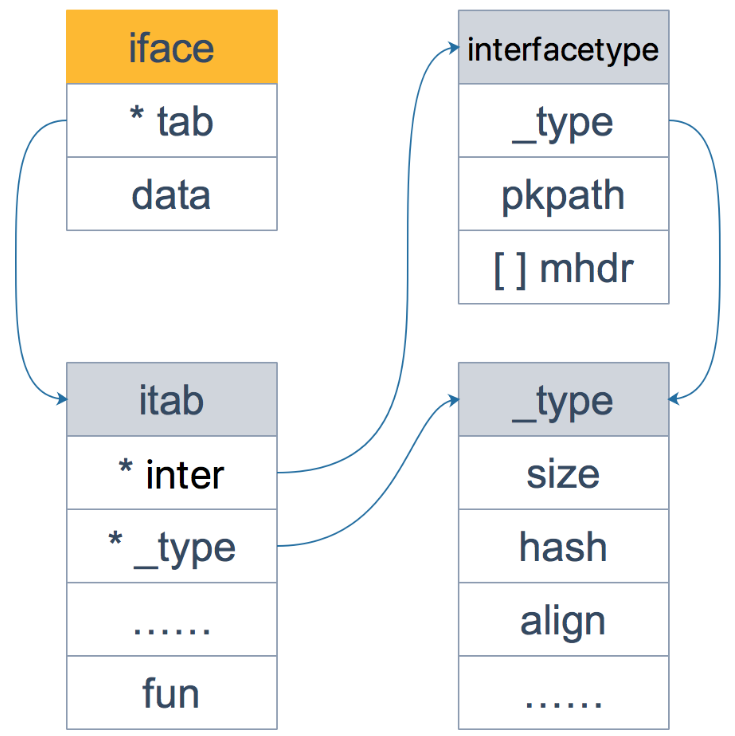 iface
* tab
data
interfacetype
_type
pkpath
[ ] mhdr
itab
* inter
* _type
......
fun
_type
size
hash
align
......